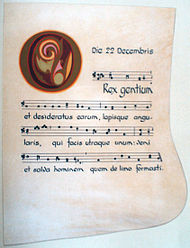 Die 22 Decembris
O
Rex gentium
et desideratus earum, lapisque angu-
laris, qui facis utraque unum: veni
et salva hominem quem de limo formasti.